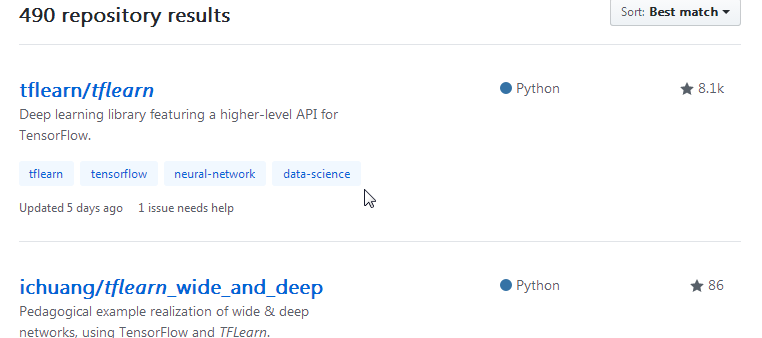 490 repository results
Sort: Best match
tflearn/tflearn
Python
8.1k
Deep learning library featuring a higher-level API for
TensorFlow.
tflearn tensorflow neural-network data-science
Updated 5 days ago 1 issue needs help
ichuang/tflearn_wide_and_deep
Python
86
Pedagogical example realization of wide & deep
networks, using TensorFlow and TFLearn.